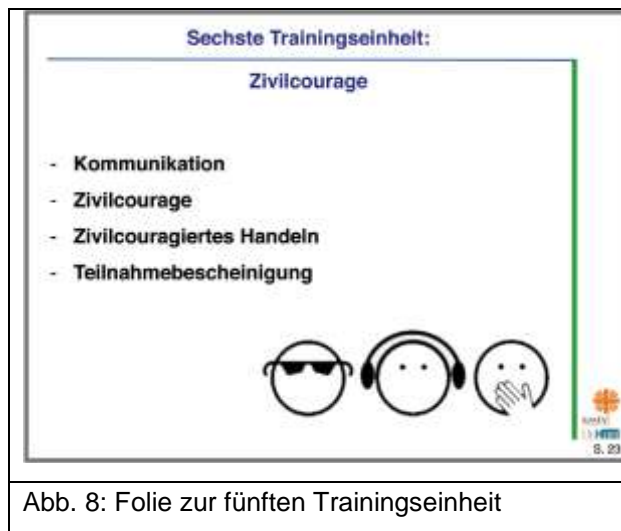 Sechste Trainingseinheit:
Zivilcourage
- Kommunikation
- Zivilcourage
- Zivilcouragiertes Handeln
- Teilnahmebescheinigung
S. 23
Abb. 8: Folie zur fünften Trainingseinheit